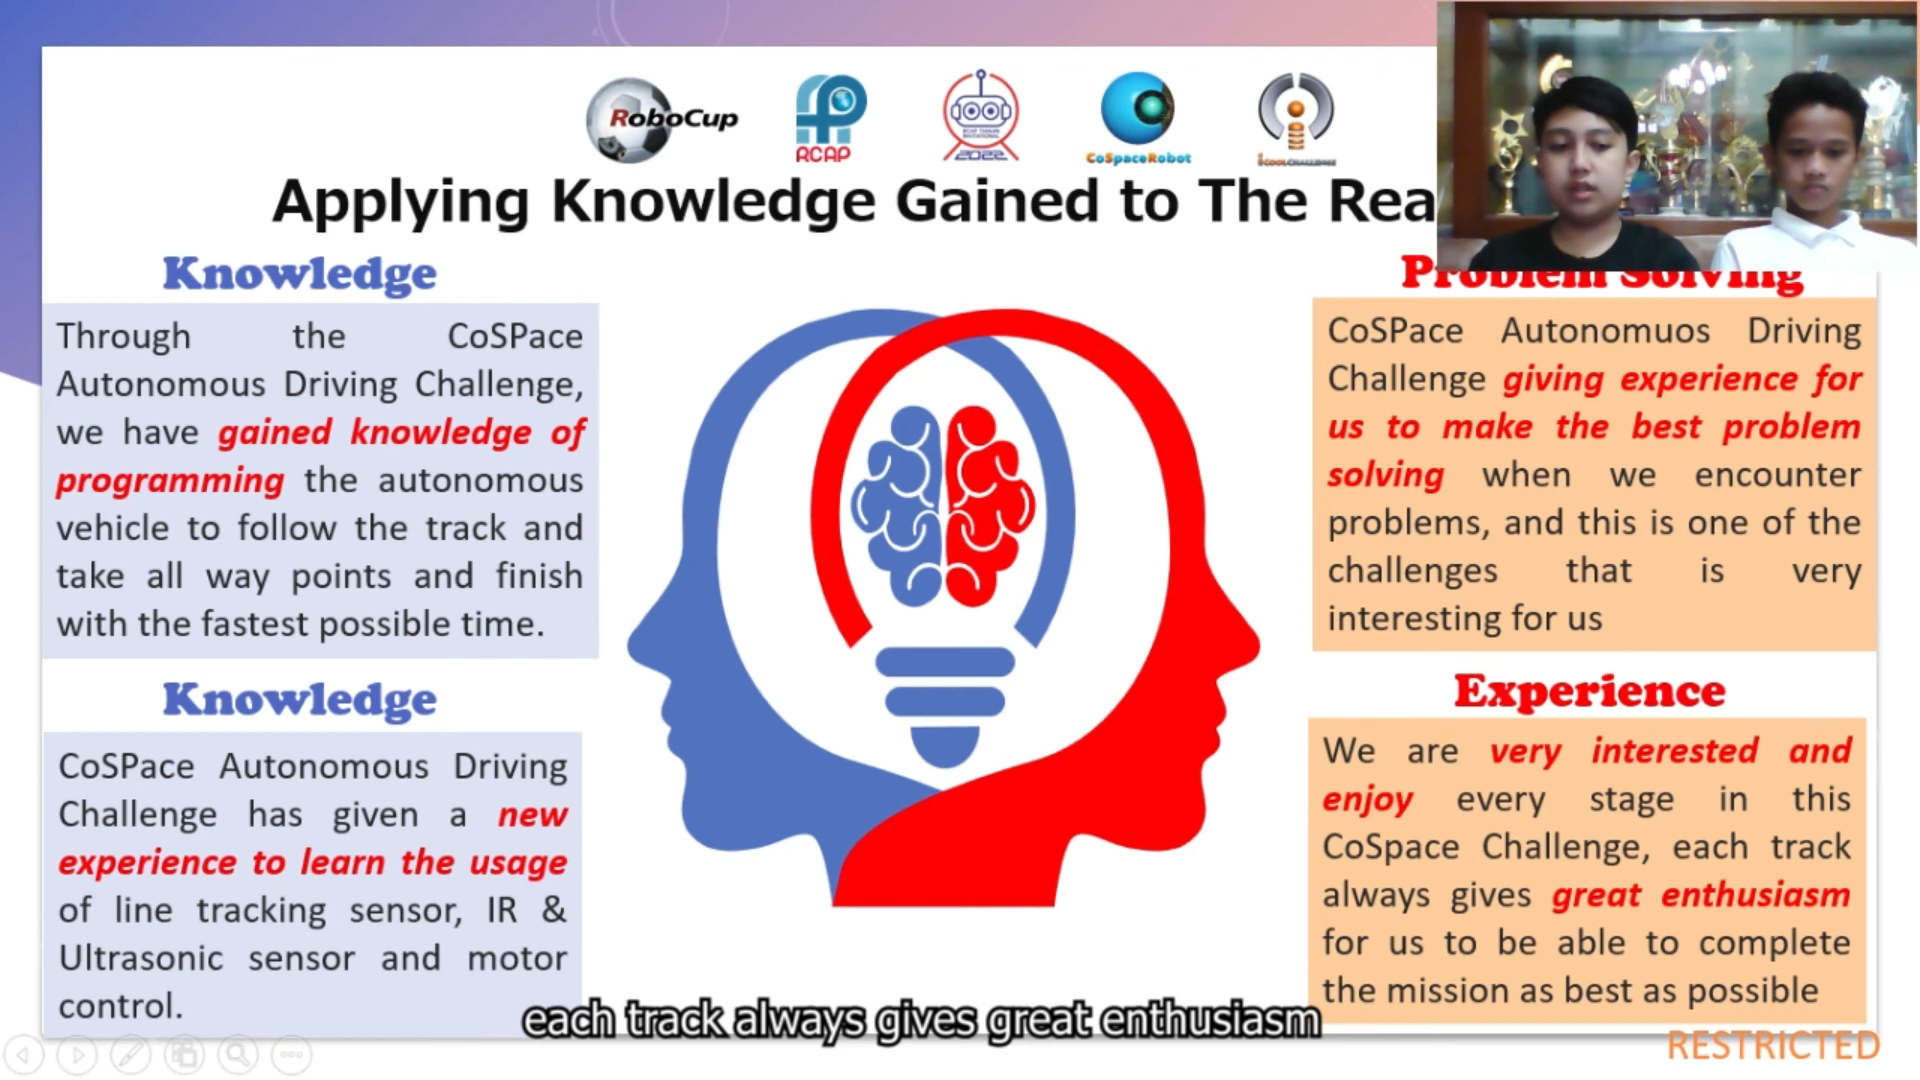 RoboCup
RCAP
RCAP TIANJIN
INVITATIONAL
2022
CoSpaceRobot
ICOOLCHALLENGE
Applying Knowledge Gained to The Rea
Knowledge
Through the CoSPace
Autonomous Driving Challenge,
we have gained knowledge of
programming the autonomous
vehicle to follow the track and
take all way points and finish
with the fastest possible time.
Knowledge
CoSPace Autonomous Driving
Challenge has given a new
experience to learn the usage
of line tracking sensor, IR &
Ultrasonic sensor and motor
control.
Problem Solving
CoSPace Autonomuos Driving
Challenge giving experience for
us to make the best problem
solving when we encounter
problems, and this is one of the
challenges that is very
interesting for us
Experience
We are very interested and
enjoy every stage in this
CoSpace Challenge, each track
always gives great enthusiasm
for us to be able to complete
the mission as best as possible
each track always gives great enthusiasm
RESTRICTED